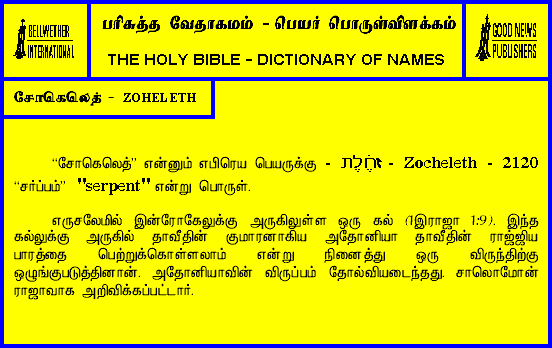 BELLWETHER
INTERNATIONAL
பரிசுத்த வேதாகமம் - பெயர் பொருள்விளக்கம்
THE HOLY BIBLE - DICTIONARY OF NAMES
GOOD NEWS
PUBLISHERS
சோகெலெத் - ZOHELETH
“சோகெலெத்” என்னும் எபிரெய பெயருக்கு - זֹחֶלֶת - Zocheleth - 2120
“சர்ப்பம்” "serpent" என்று பொருள்.
எருசலேமில் இன்ரோகேலுக்கு அருகிலுள்ள ஒரு கல் (1இராஜா 1:9). இந்த
கல்லுக்கு அருகில் தாவீதின் குமாரனாகிய அதோனியா தாவீதின் ராஜ்ஜிய
பாரத்தை பெற்றுக்கொள்ளலாம் என்று நினைத்து ஒரு விருந்திற்கு
ஒழுங்குபடுத்தினான். அதோனியாவின் விருப்பம் தோல்வியடைந்தது. சாலொமோன்
ராஜாவாக அறிவிக்கப்பட்டார்.